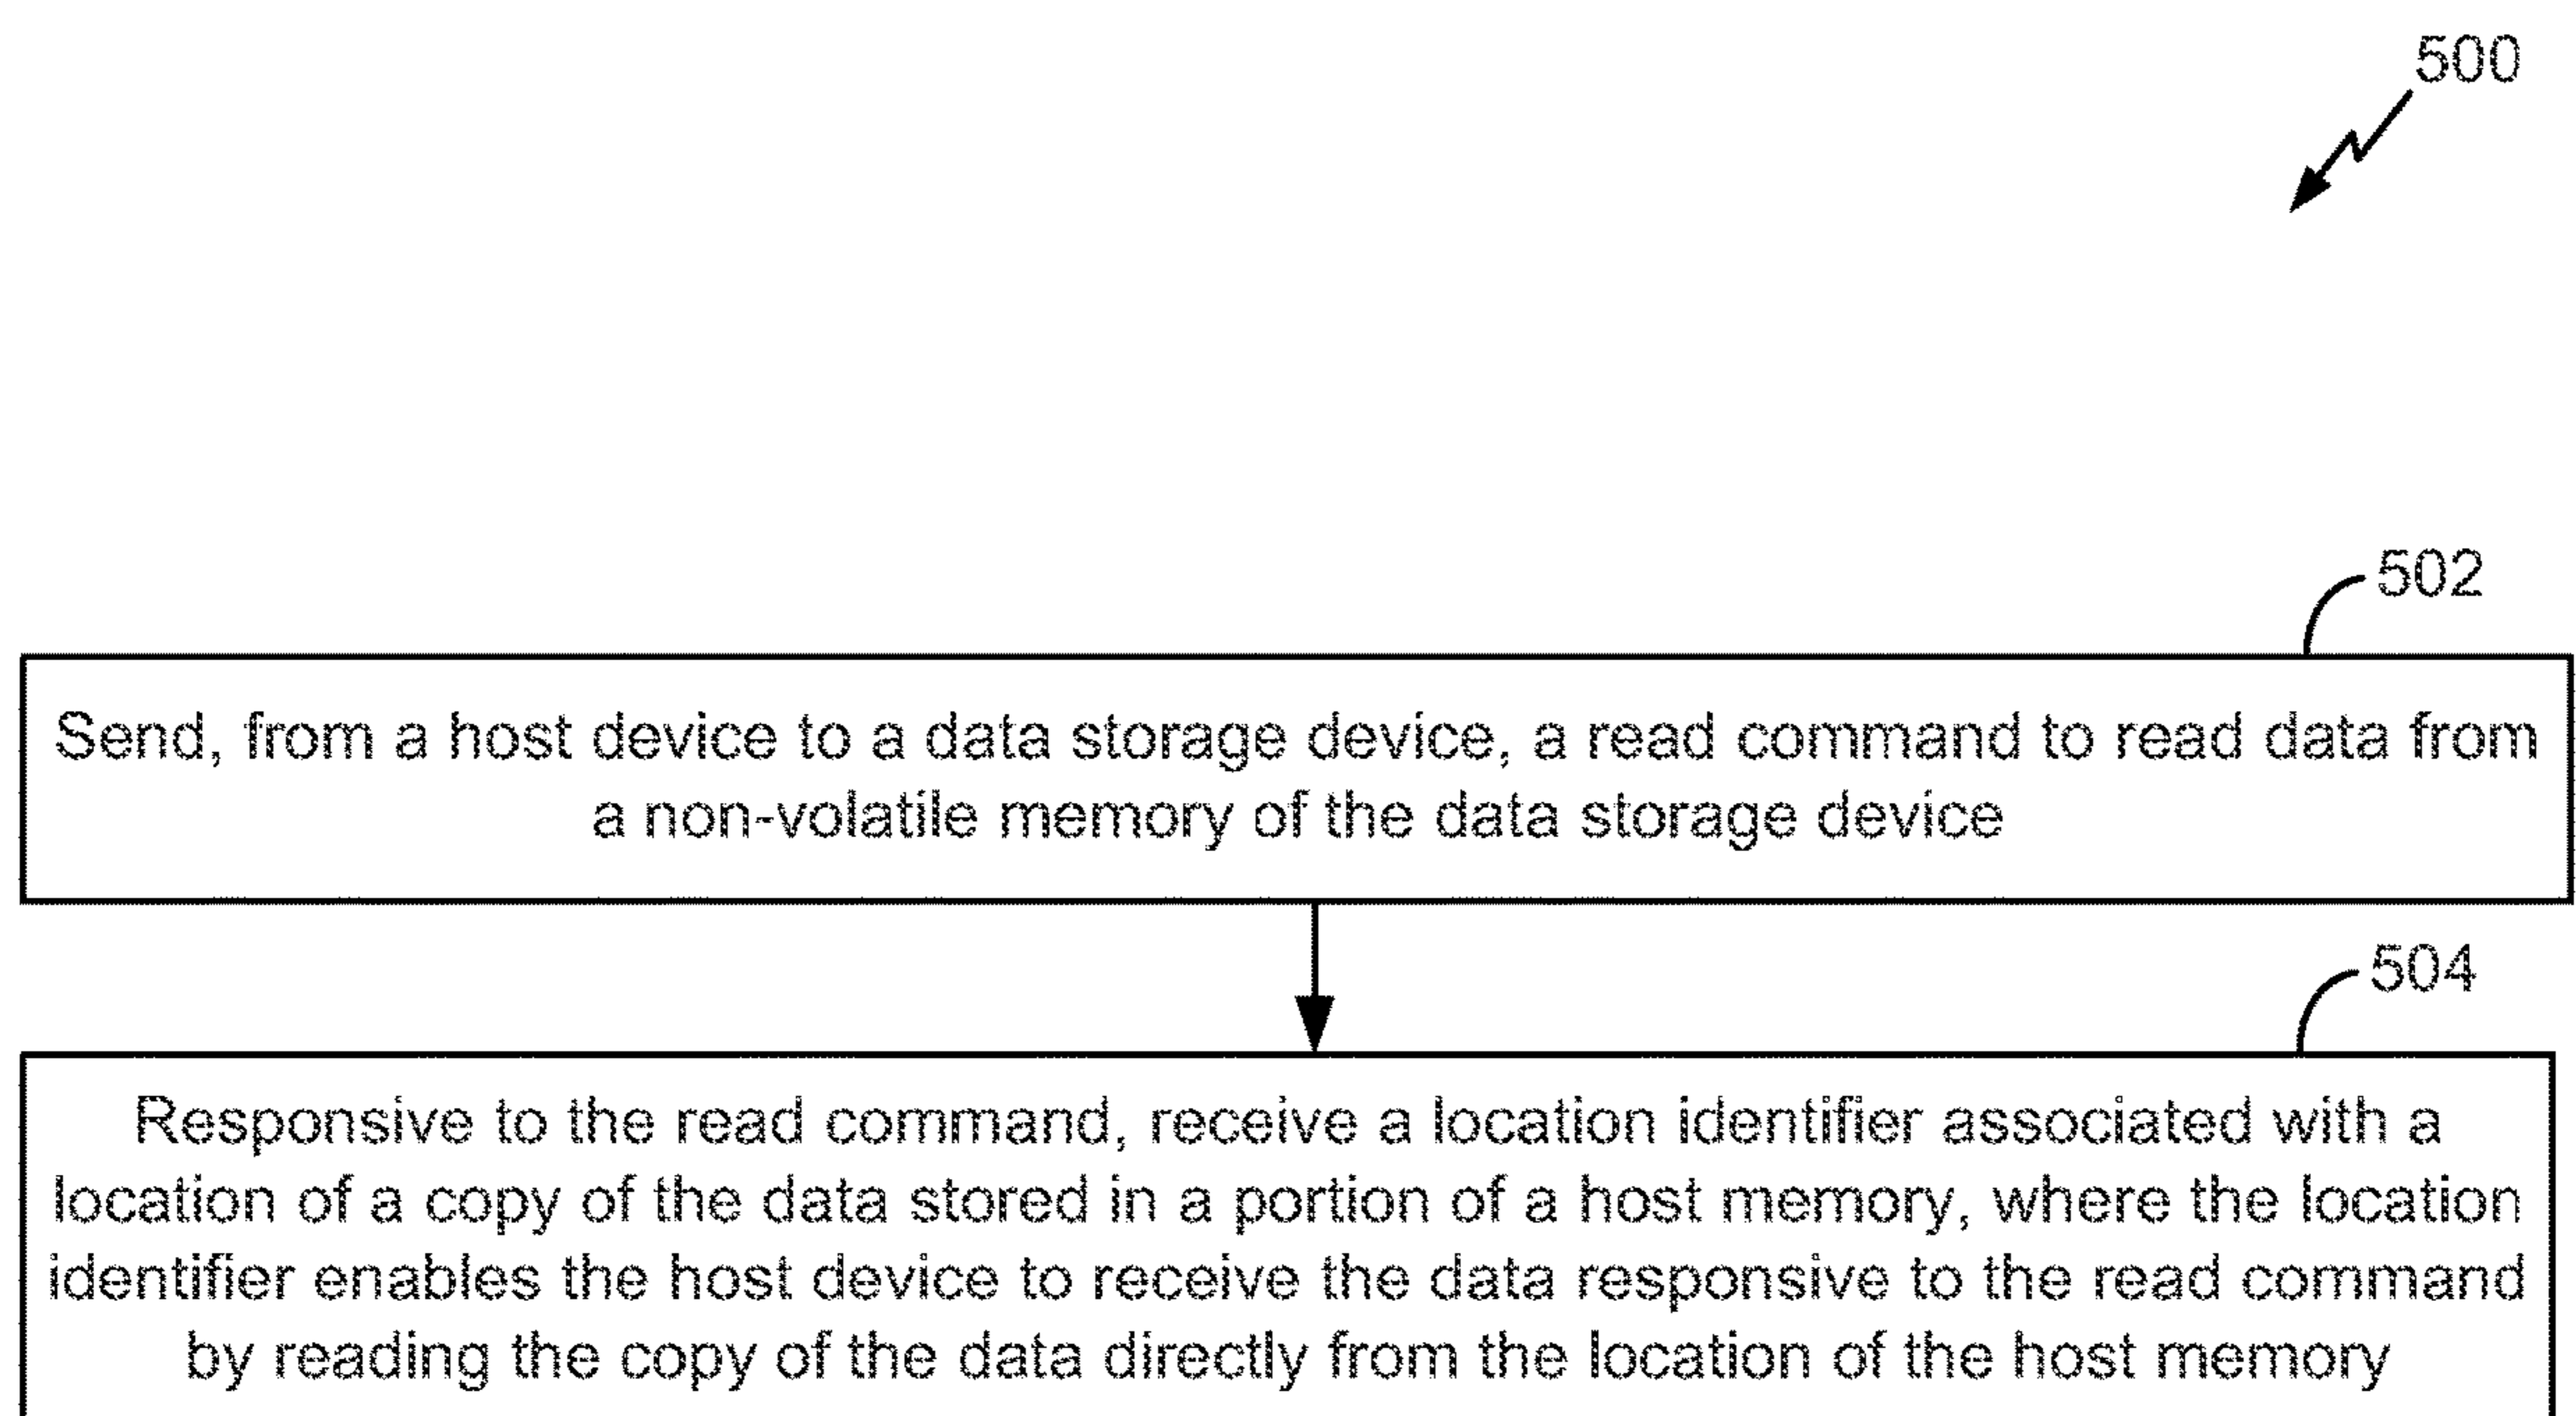 500
502
Send, from a host device to a data storage device, a read command to read data from
a non-volatile memory of the data storage device
504
Responsive to the read command, receive a location identifier associated with a
location of a copy of the data stored in a portion of a host memory, where the location
identifier enables the host device to receive the data responsive to the read command
by reading the copy of the data directly from the location of the host memory